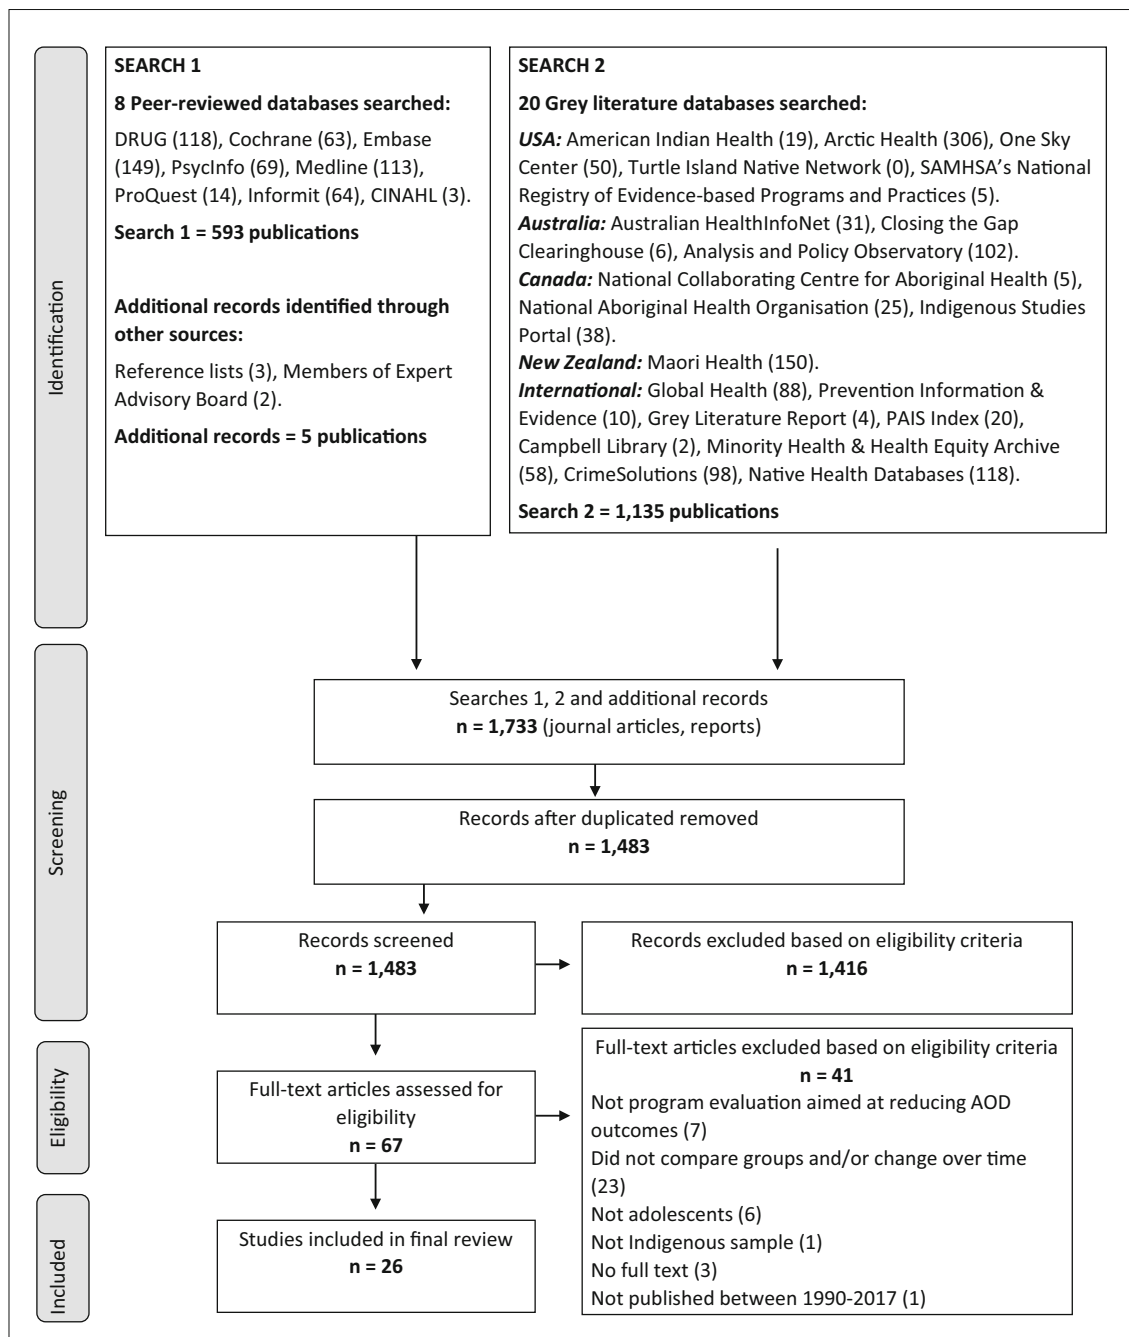 Identification
SEARCH 1
8 Peer-reviewed databases searched:
DRUG (118), Cochrane (63), Embase
(149), PsycInfo (69), Medline (113),
ProQuest (14), Informit (64), CINAHL (3).
Search 1 = 593 publications
Additional records identified through
other sources:
Reference lists (3), Members of Expert
Advisory Board (2).
Additional records = 5 publications
SEARCH 2
20 Grey literature databases searched:
USA: American Indian Health (19), Arctic Health (306), One Sky
Center (50), Turtle Island Native Network (0), SAMHSA's National
Registry of Evidence-based Programs and Practices (5).
Australia: Australian HealthInfoNet (31), Closing the Gap
Clearinghouse (6), Analysis and Policy Observatory (102).
Canada: National Collaborating Centre for Aboriginal Health (5),
National Aboriginal Health Organisation (25), Indigenous Studies
Portal (38).
New Zealand: Maori Health (150).
International: Global Health (88), Prevention Information &
Evidence (10), Grey Literature Report (4), PAIS Index (20),
Campbell Library (2), Minority Health & Health Equity Archive
(58), CrimeSolutions (98), Native Health Databases (118).
Search 2 = 1,135 publications
Screening
Searches 1, 2 and additional records
n = 1,733 (journal articles, reports)
Records after duplicated removed
n = 1,483
Records screened
n = 1,483
Records excluded based on eligibility criteria
n = 1,416
Eligibility
Full-text articles assessed for
eligibility
n = 67
Full-text articles excluded based on eligibility criteria
n = 41
Not program evaluation aimed at reducing AOD
outcomes (7)
Did not compare groups and/or change over time
(23)
Not adolescents (6)
Not Indigenous sample (1)
No full text (3)
Not published between 1990-2017 (1)
Included
Studies included in final review
n = 26